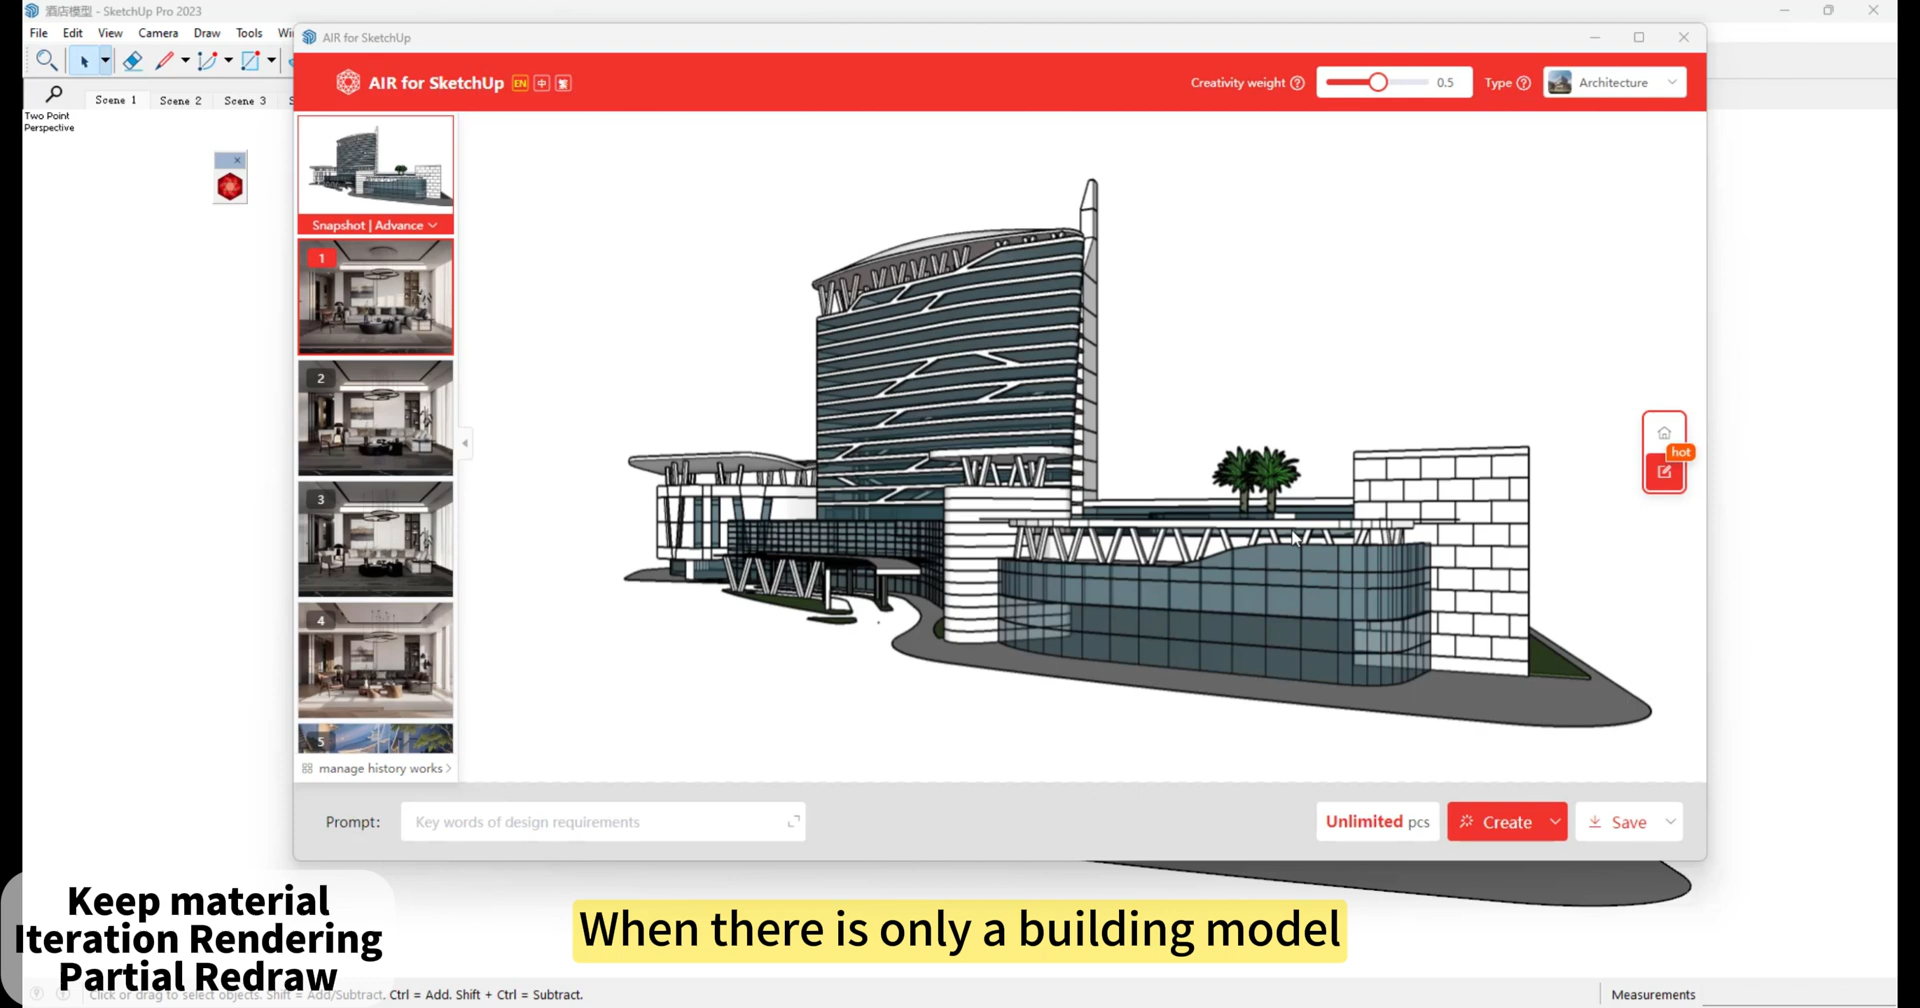 酒店模型 - SketchUp Pro 2023
File Edit View Camera Draw Tools
AIR for SketchUp
Scene 1 Scene 2 Scene 3
Two Point
Perspective
AIR for SketchUp EN 中 繁
Creativity weight ? 0.5 Type ? Architecture
Snapshot | Advance
1
2
3
4
5
manage history works
hot
Prompt: Key words of design requirements
Unlimited pcs Create Save
Keep material
Iteration Rendering
Partial Redraw
When there is only a building model
Click or drag to select objects. Shift = Add/Subtract. Ctrl = Add. Shift + Ctrl = Subtract.
Measurements